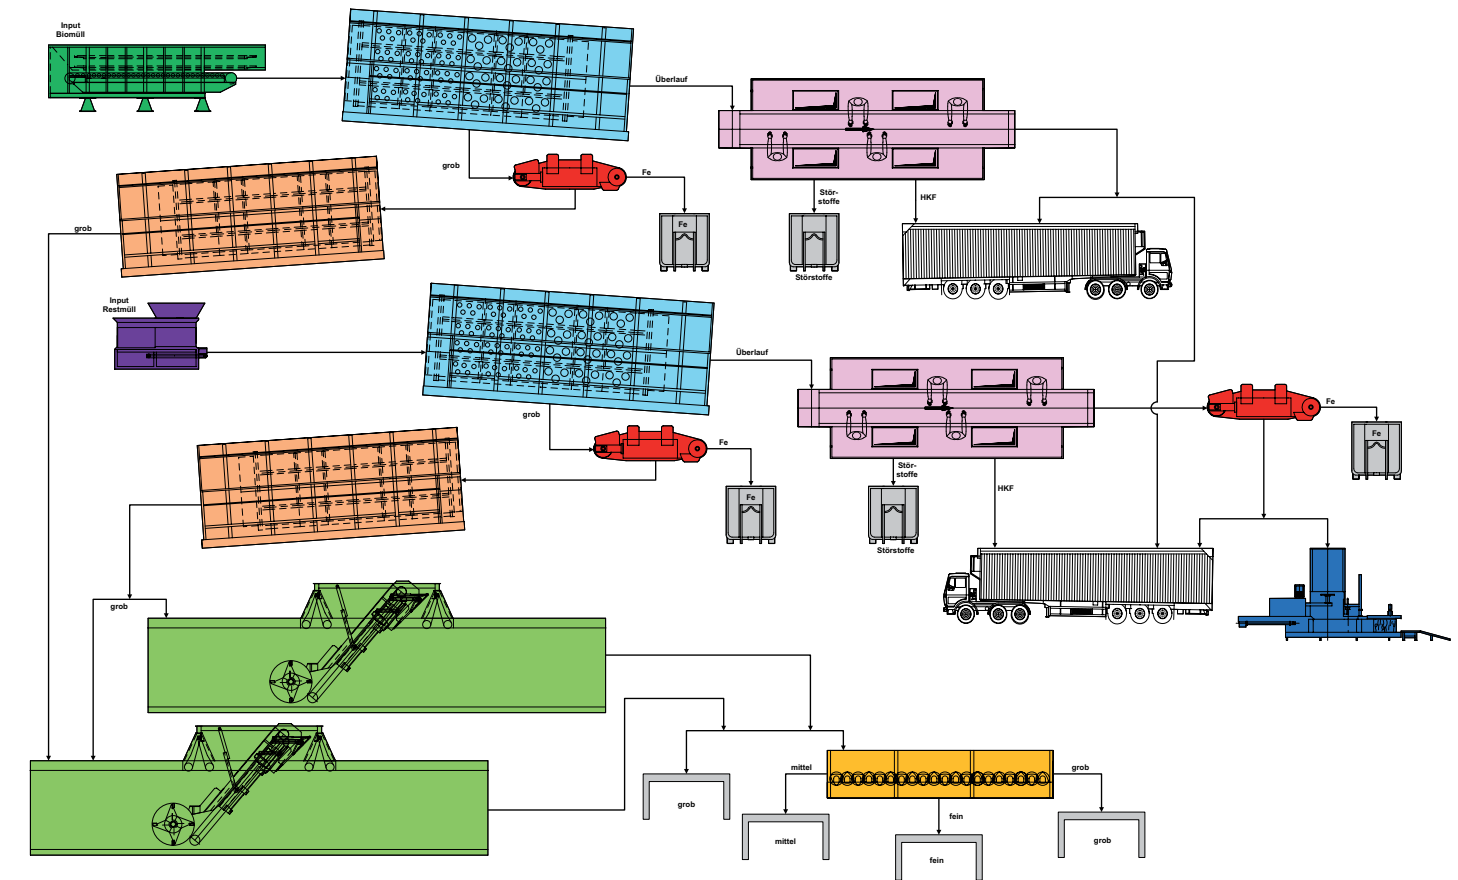 Input
Biomüll
Überlauf
grob
Fe
Fe
Stör-
stoffe
HKF
Störstoffe
grob
Input
Restmüll
Überlauf
grob
Fe
Fe
Stör-
stoffe
HKF
Störstoffe
Fe
Fe
grob
mittel
grob
grob
mittel
fein
fein
grob